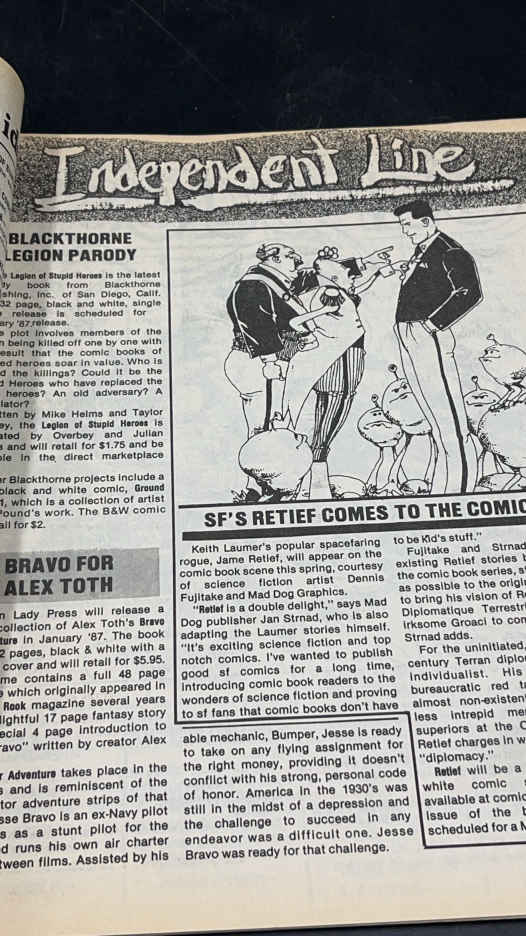 Independent Line
BLACKTHORNE
LEGION PARODY
Legion of Stupid Heroes is the latest
book from Blackthorne
shing, Inc. of San Diego, Calif.
32 page, black and white, single
release is scheduled for
ary '87 release.
plot involves members of the
being killed off one by one with
esult that the comic books of
ed heroes soar in value. Who is
d the killings? Could it be the
d Heroes who have replaced the
heroes? An old adversary? A
lator?
tten by Mike Helms and Taylor
ey, the Legion of Stupid Heroes is
ated by Overbey and Julian
s and will retail for $1.75 and be
ble in the direct marketplace
r Blackthorne projects include a
black and white comic, Ground
1, which is a collection of artist
Pound's work. The B&W comic
ail for $2.
BRAVO FOR
ALEX TOTH
n Lady Press will release a
collection of Alex Toth's Bravo
ture in January '87. The book
2 pages, black & white with a
cover and will retail for $5.95.
me contains a full 48 page
e which originally appeared in
Rook magazine several years
lightful 17 page fantasy story
ecial 4 page introduction to
ravo" written by creator Alex
r Adventure takes place in the
s and is reminiscent of the
tor adventure strips of that
sse Bravo is an ex-Navy pilot
s as a stunt pilot for the
d runs his own air charter
tween films. Assisted by his
SF'S RETIEF COMES TO THE COMIC
Keith Laumer's popular spacefaring
rogue, Jame Retief, will appear on the
comic book scene this spring, courtesy
of science fiction artist Dennis
Fujitake and Mad Dog Graphics.
"Retief is a double delight," says Mad
Dog publisher Jan Strnad, who is also
adapting the Laumer stories himself.
"It's exciting science fiction and top
notch comics. I've wanted to publish
good sf comics for a long time,
introducing comic book readers to the
wonders of science fiction and proving
to sf fans that comic books don't have
to be Kid's stuff."
Fujitake and Strnad
existing Retief stories
the comic book series, s
as possible to the origi
to bring his vision of R
Diplomatique Terrestr
irksome Groaci to com
Strnad adds.
For the uninitiated,
century Terran diplo
individualist. His
bureaucratic red t
almost non-existen
less intrepid me
superiors at the C
Retief charges in w
"diplomacy."
Retief will be a
white comic
available at comic
issue of the b
scheduled for a M
able mechanic, Bumper, Jesse is ready
to take on any flying assignment for
the right money, providing it doesn't
conflict with his strong, personal code
of honor. America in the 1930's was
still in the midst of a depression and
the challenge to succeed in any
endeavor was a difficult one. Jesse
Bravo was ready for that challenge.